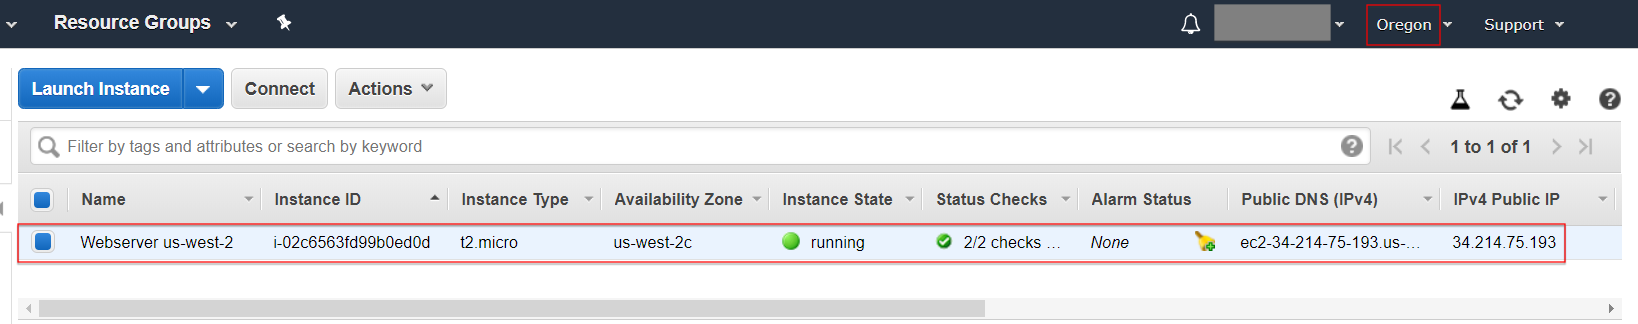 Resource Groups Oregon Support
Launch Instance Connect Actions
Filter by tags and attributes or search by keyword 1 to 1 of 1
Name Instance ID Instance Type Availability Zone Instance State Status Checks Alarm Status Public DNS (IPv4) IPv4 Public IP
Webserver us-west-2 i-02c6563fd99b0ed0d t2.micro us-west-2c running 2/2 checks ... None ec2-34-214-75-193.us-... 34.214.75.193